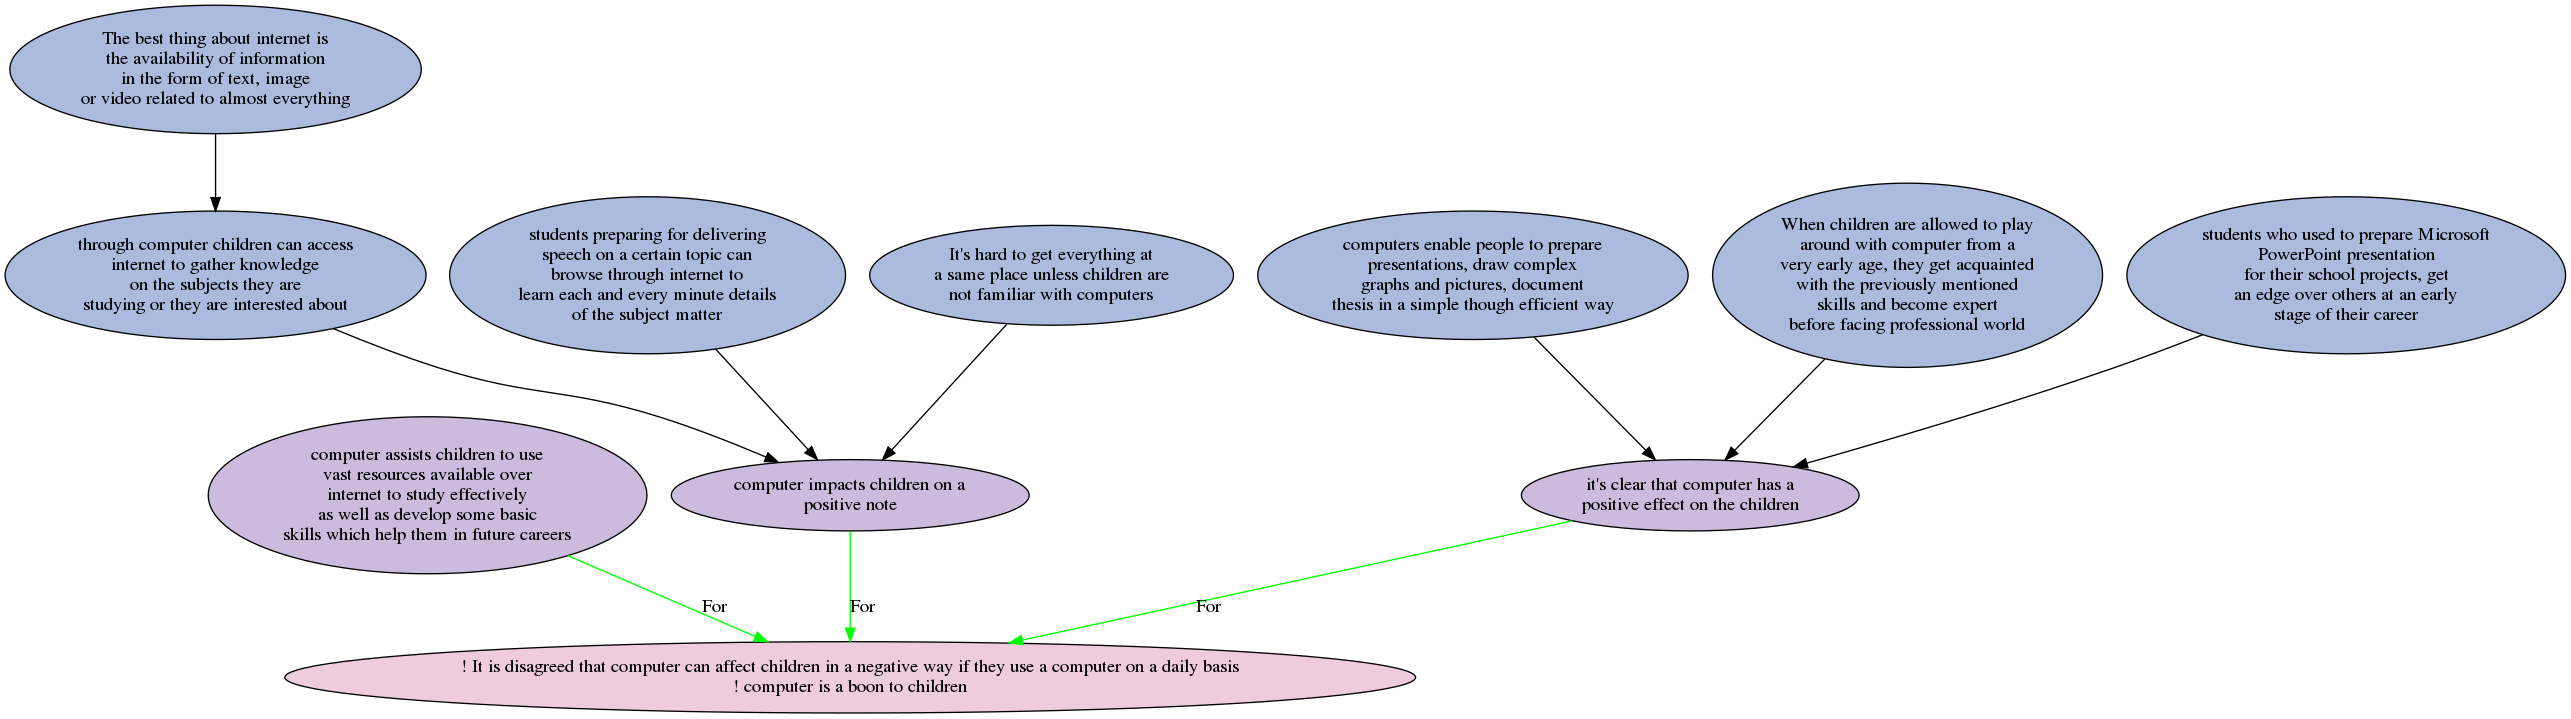 The best thing about internet is
the availability of information
in the form of text, image
or video related to almost everything
through computer children can access
internet to gather knowledge
on the subjects they are
studying or they are interested about
students preparing for delivering
speech on a certain topic can
browse through internet to
learn each and every minute details
of the subject matter
It's hard to get everything at
a same place unless children are
not familiar with computers
computers enable people to prepare
presentations, draw complex
graphs and pictures, document
thesis in a simple though efficient way
When children are allowed to play
around with computer from a
very early age, they get acquainted
with the previously mentioned
skills and become expert
before facing professional world
students who used to prepare Microsoft
PowerPoint presentation
for their school projects, get
an edge over others at an early
stage of their career
computer assists children to use
vast resources available over
internet to study effectively
as well as develop some basic
skills which help them in future careers
computer impacts children on a
positive note
it's clear that computer has a
positive effect on the children
For
For
For
! It is disagreed that computer can affect children in a negative way if they use a computer on a daily basis
! computer is a boon to children